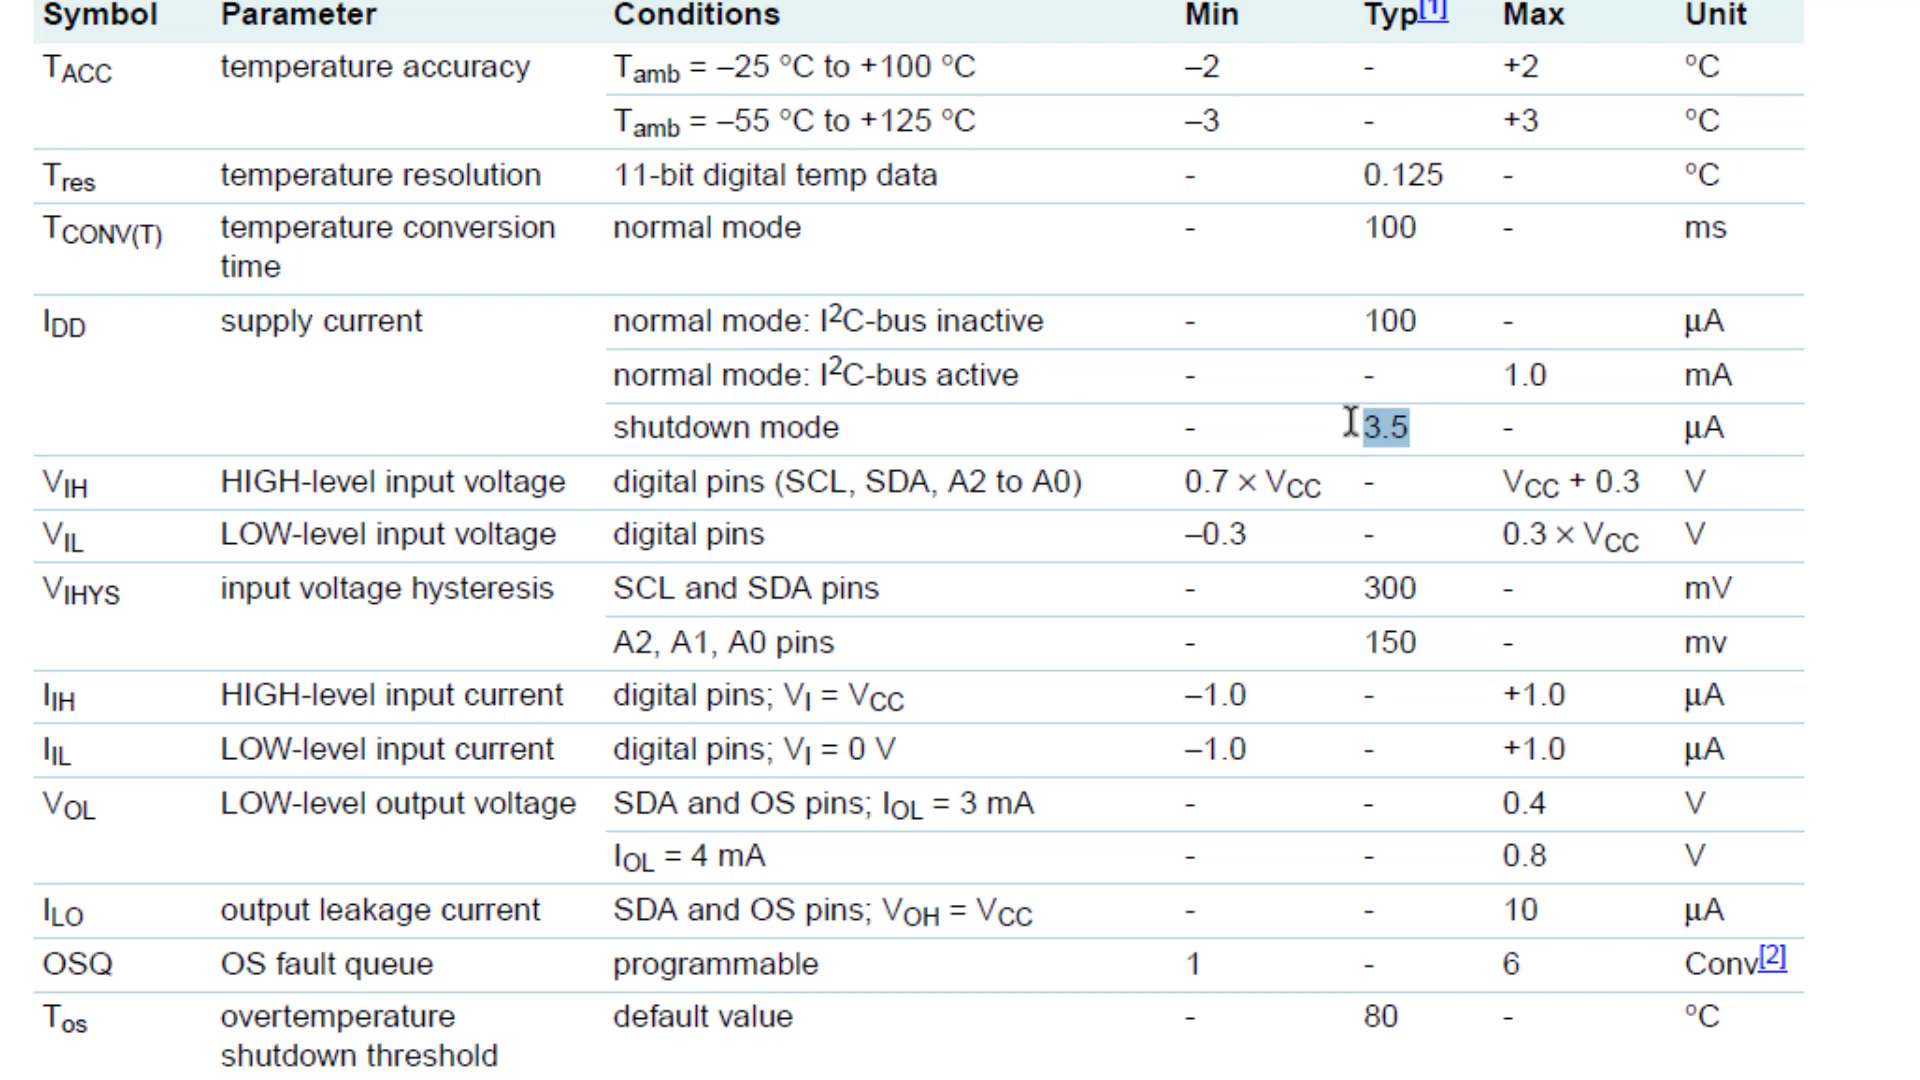 Symbol Parameter Conditions Min Typ[1] Max Unit
TACC temperature accuracy Tamb = –25 °C to +100 °C –2 - +2 °C
Tamb = –55 °C to +125 °C –3 - +3 °C
Tres temperature resolution 11-bit digital temp data - 0.125 - °C
TCONV(T) temperature conversion normal mode - 100 - ms
time
IDD supply current normal mode: I2C-bus inactive - 100 - μA
normal mode: I2C-bus active - - 1.0 mA
shutdown mode - 3.5 - μA
VIH HIGH-level input voltage digital pins (SCL, SDA, A2 to A0) 0.7 × VCC - VCC + 0.3 V
VIL LOW-level input voltage digital pins –0.3 - 0.3 × VCC V
VIHYS input voltage hysteresis SCL and SDA pins - 300 - mV
A2, A1, A0 pins - 150 - mv
IIH HIGH-level input current digital pins; VI = VCC –1.0 - +1.0 μA
IIL LOW-level input current digital pins; VI = 0 V –1.0 - +1.0 μA
VOL LOW-level output voltage SDA and OS pins; IOL = 3 mA - - 0.4 V
IOL = 4 mA - - 0.8 V
ILO output leakage current SDA and OS pins; VOH = VCC - - 10 μA
OSQ OS fault queue programmable 1 - 6 Conv[2]
Tos overtemperature default value - 80 - °C
shutdown threshold